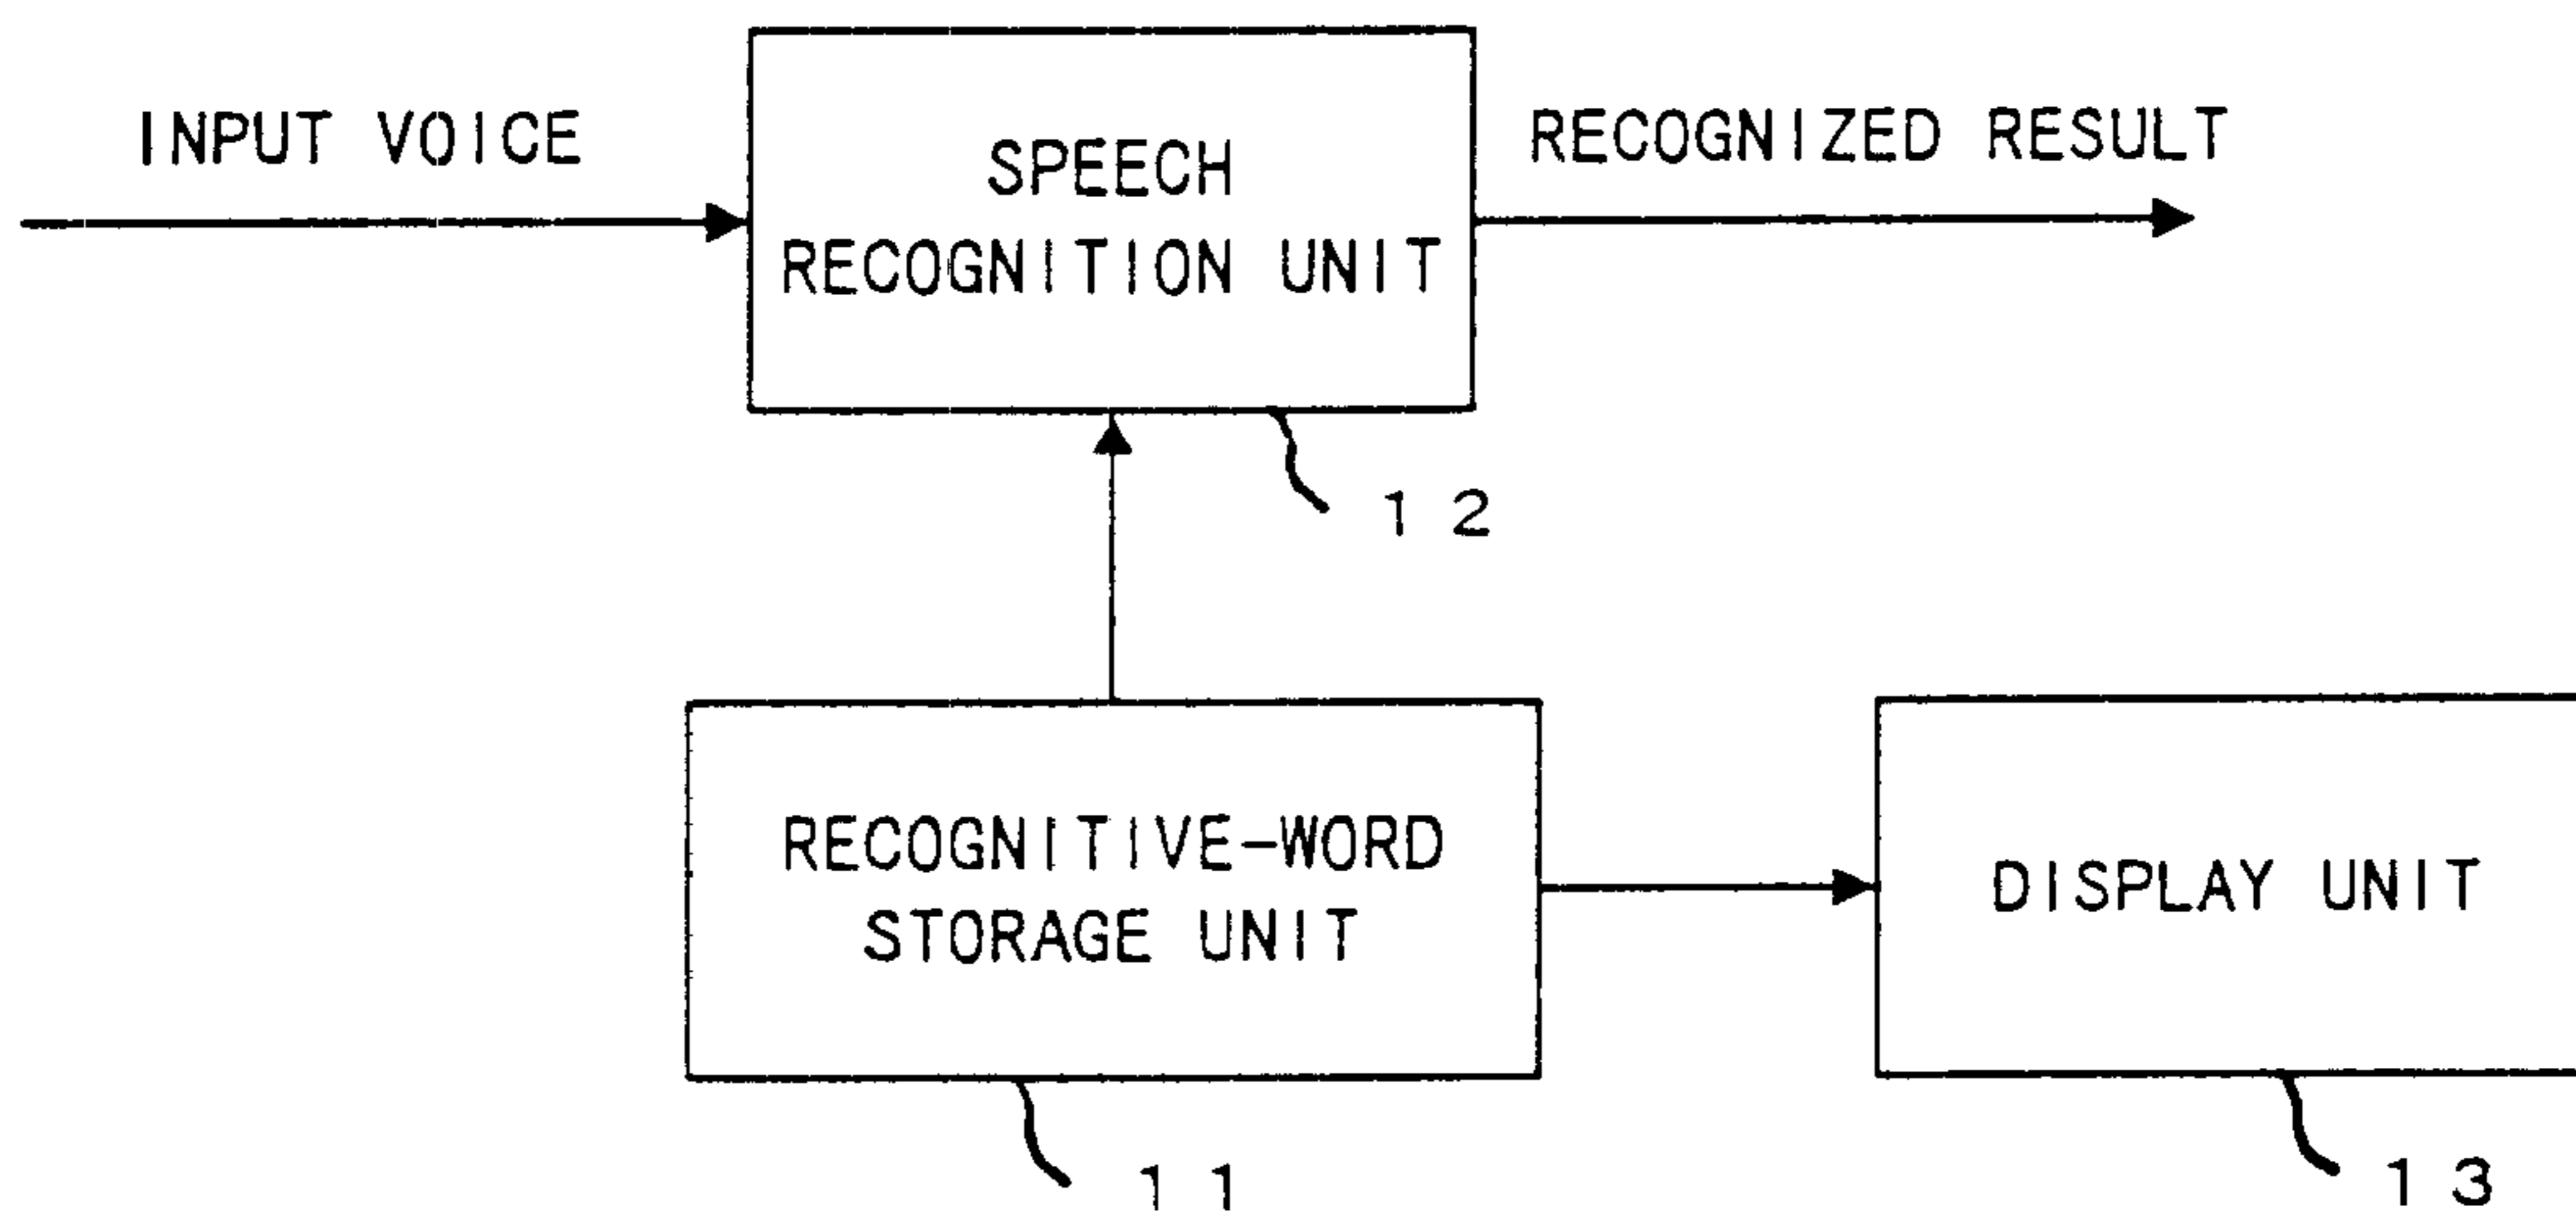 INPUT VOICE
SPEECH
RECOGNITION UNIT
RECOGNIZED RESULT
12
RECOGNITIVE-WORD
STORAGE UNIT
DISPLAY UNIT
11
13